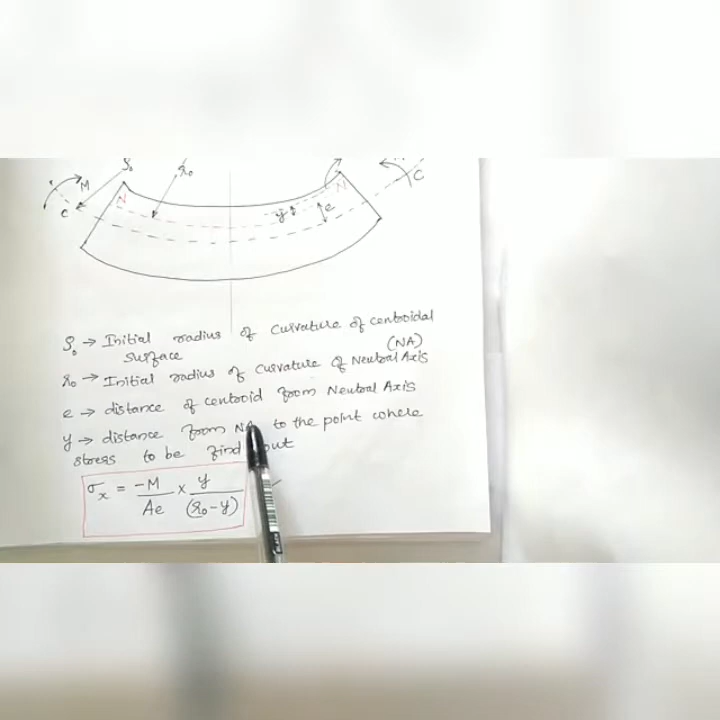 ρ₀ r₀
M
C
N N
y e
C
ρ₀ → Initial radius of curvature of centroidal
surface (NA)
r₀ → Initial radius of curvature of Neutral Axis
e → distance of centroid from Neutral Axis
y → distance from NA to the point where
stress to be find out
σx = -M/Ae × y/(r₀-y)